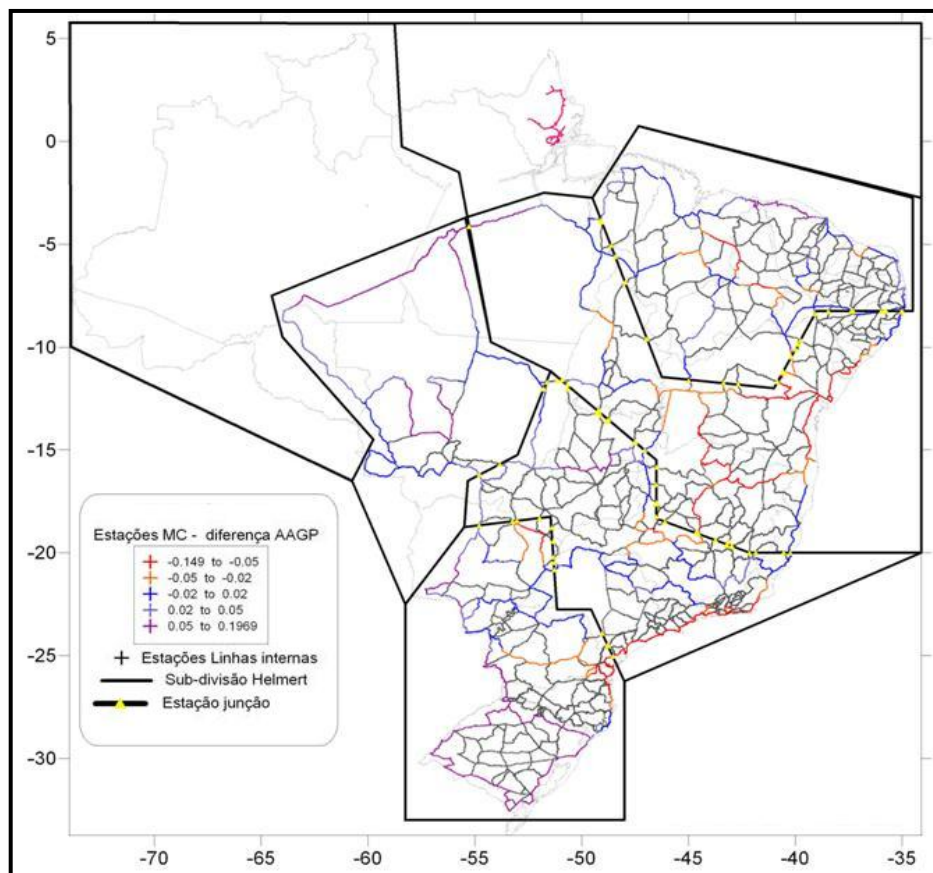 5
0
-5
-10
-15
-20
-25
-30
Estações MC - diferença AAGP
-0.149 to -0.05
-0.05 to -0.02
-0.02 to 0.02
0.02 to 0.05
0.05 to 0.1969
Estações Linhas internas
Sub-divisão Helmert
Estação junção
-70
-65
-60
-55
-50
-45
-40
-35